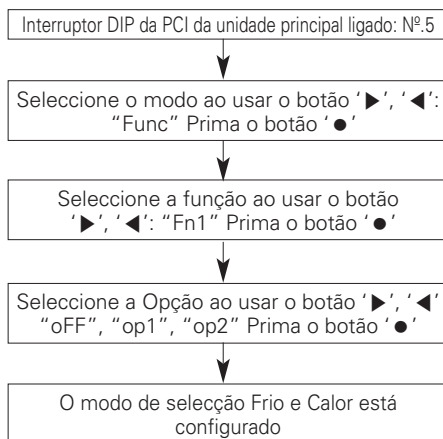 Interruptor DIP da PCI da unidade principal ligado: Nº.5
Seleccione o modo ao usar o botão ‘▶’, ‘◀’:
“Func” Prima o botão ‘●’
Seleccione a função ao usar o botão
‘▶’, ‘◀’: “Fn1” Prima o botão ‘●’
Seleccione a Opção ao usar o botão ‘▶’, ‘◀’
“oFF”, “op1”, “op2” Prima o botão ‘●’
O modo de selecção Frio e Calor está
configurado